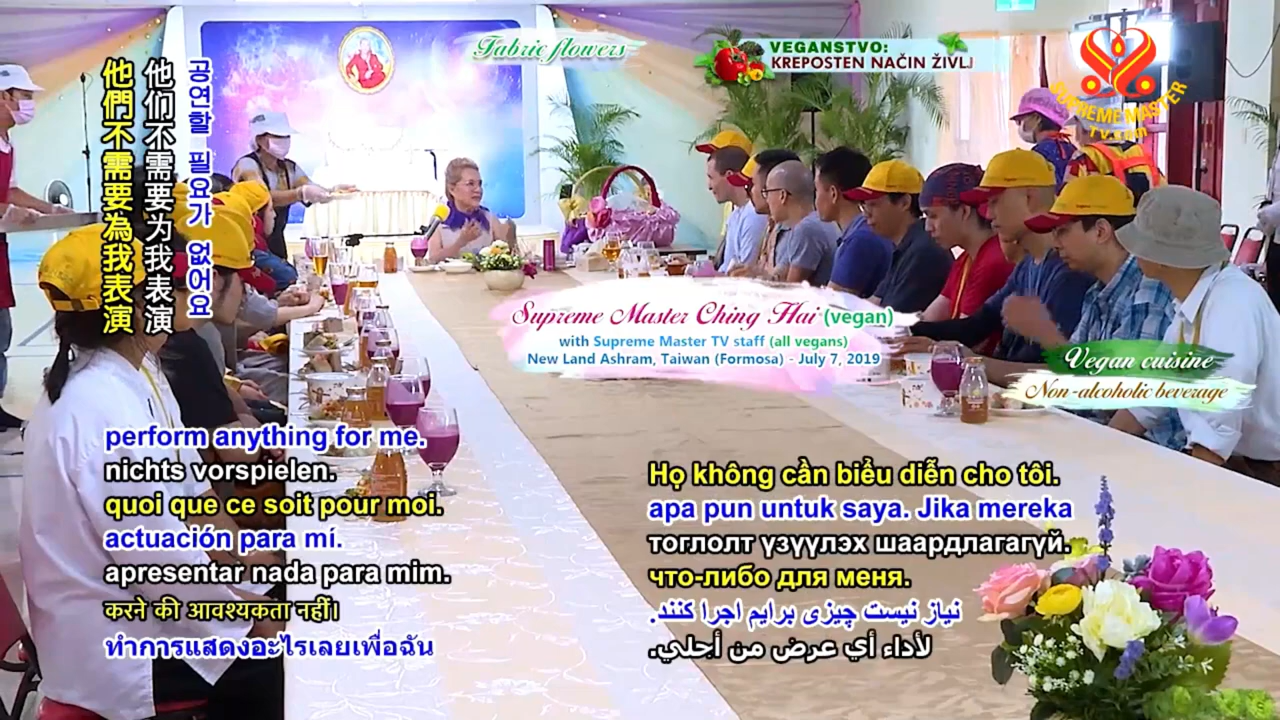 Fabric flowers
VEGANSTVO:
KREPOSTEN NAČIN ŽIVLJ
SUPREME MASTER
TV.com
공연할 필요가 없어요
他们不需要为我表演
他們不需要為我表演
Supreme Master Ching Hai (vegan)
with Supreme Master TV staff (all vegans)
New Land Ashram, Taiwan (Formosa) - July 7, 2019
Vegan cuisine
Non-alcoholic beverage
perform anything for me.
nichts vorspielen.
quoi que ce soit pour moi.
actuación para mí.
apresentar nada para mim.
करने की आवश्यकता नहीं।
ทำการแสดงอะไรเลยเพื่อฉัน
Họ không cần biểu diễn cho tôi.
apa pun untuk saya. Jika mereka
тоглолт үзүүлэх шаардлагагүй.
что-либо для меня.
نیاز نیست چیزی برایم اجرا کنند.
لأداء أي عرض من أجلي.